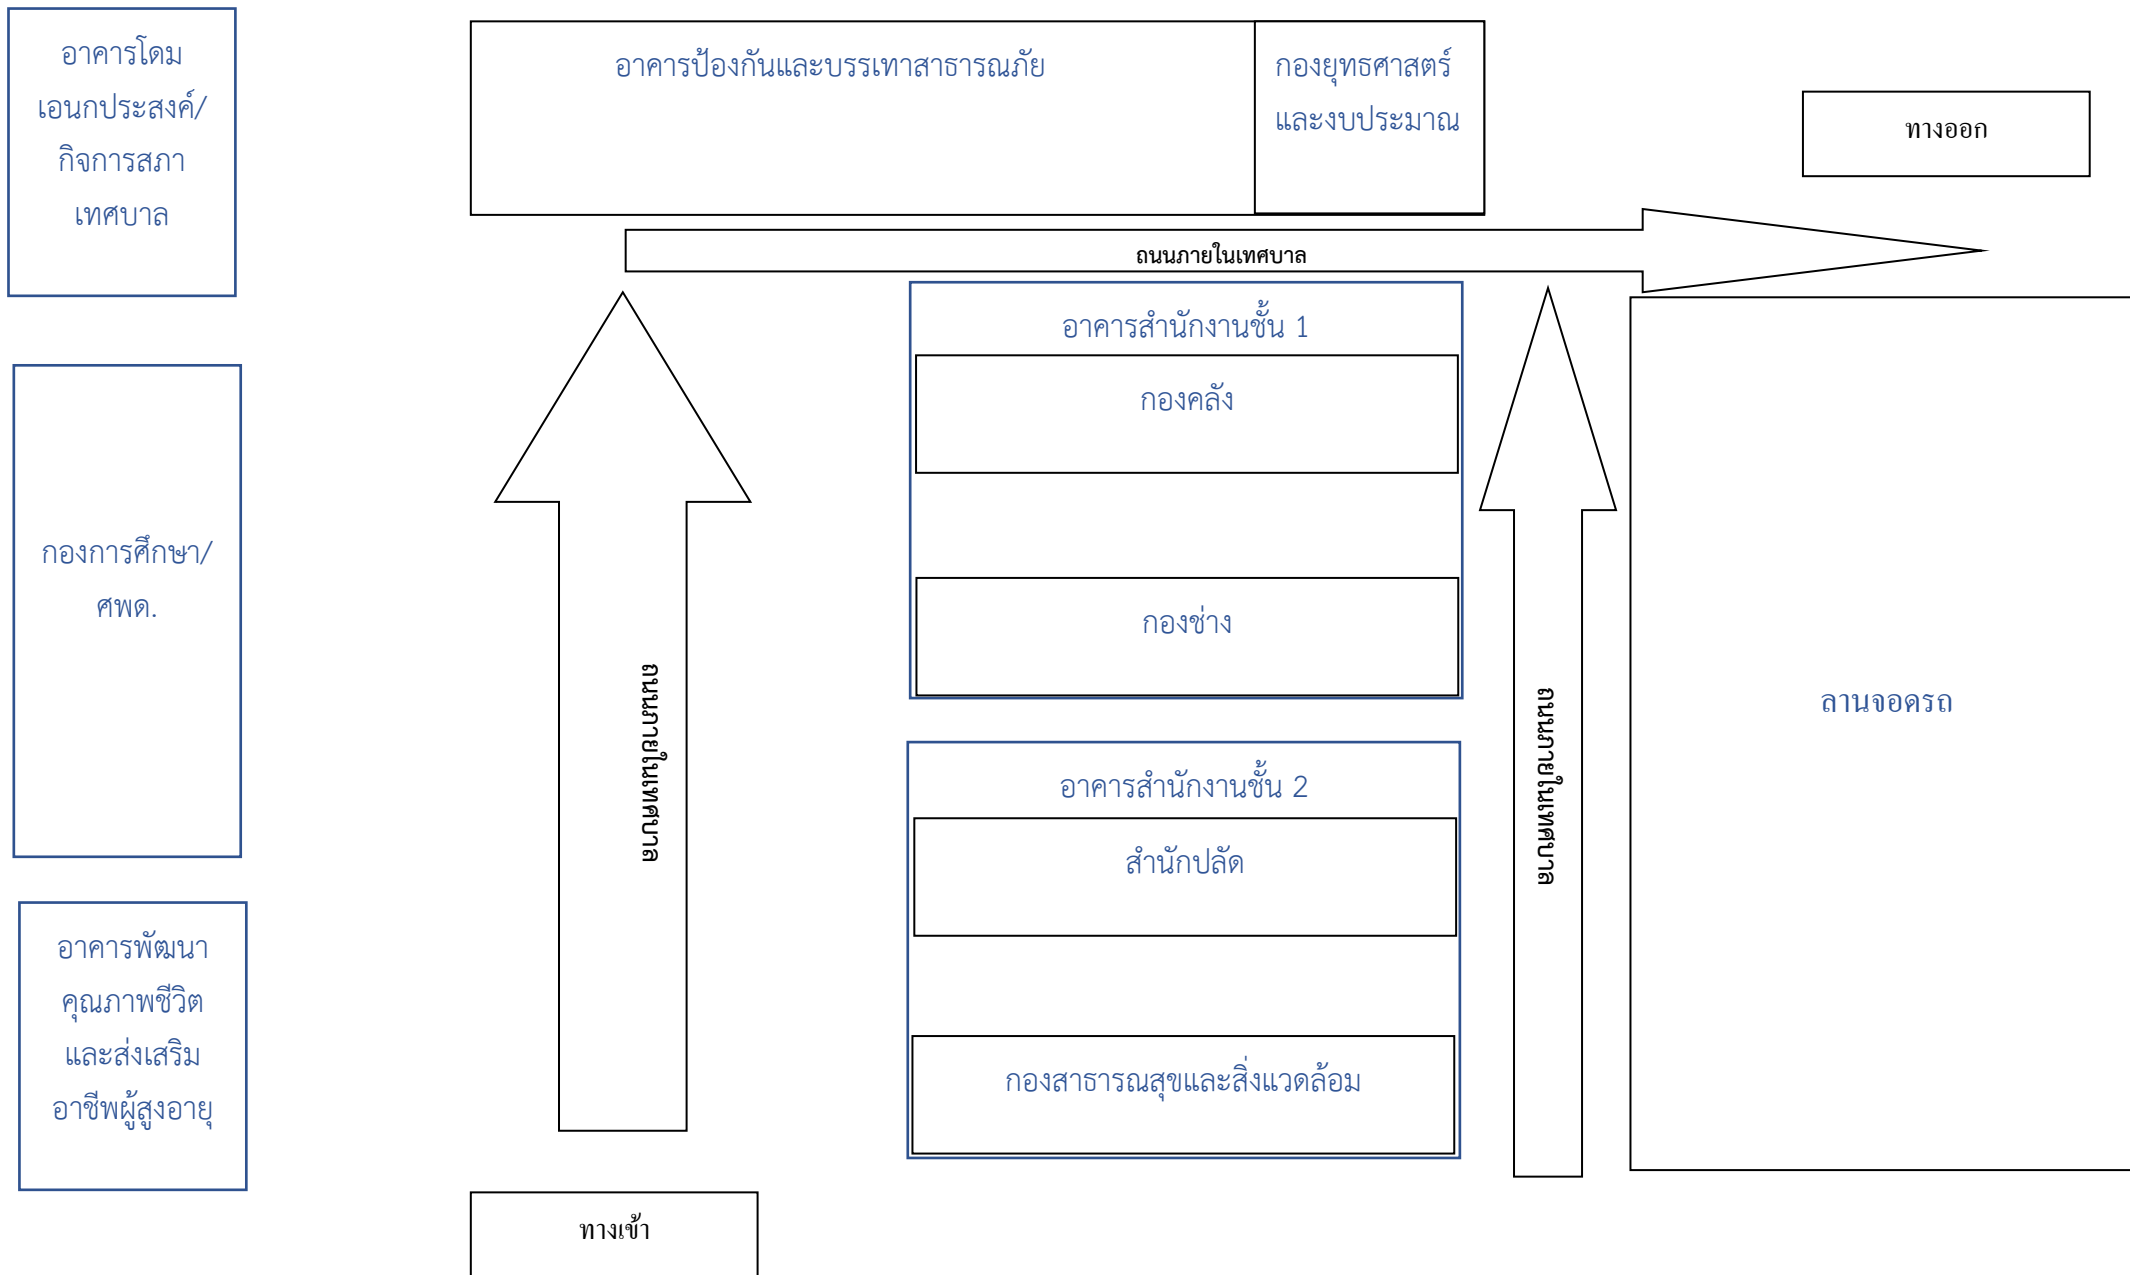 อาคารโดม
เอนกประสงค์/
กิจการสภา
เทศบาล
อาคารป้องกันและบรรเทาสาธารณภัย
กองยุทธศาสตร์
และงบประมาณ
ทางออก
ถนนภายในเทศบาล
อาคารสำนักงานชั้น 1
กองคลัง
กองช่าง
กองการศึกษา/
ศพด.
ถนนภายในเทศบาล
ถนนภายในเทศบาล
ลานจอดรถ
อาคารสำนักงานชั้น 2
สำนักปลัด
กองสาธารณสุขและสิ่งแวดล้อม
อาคารพัฒนา
คุณภาพชีวิต
และส่งเสริม
อาชีพผู้สูงอายุ
ทางเข้า